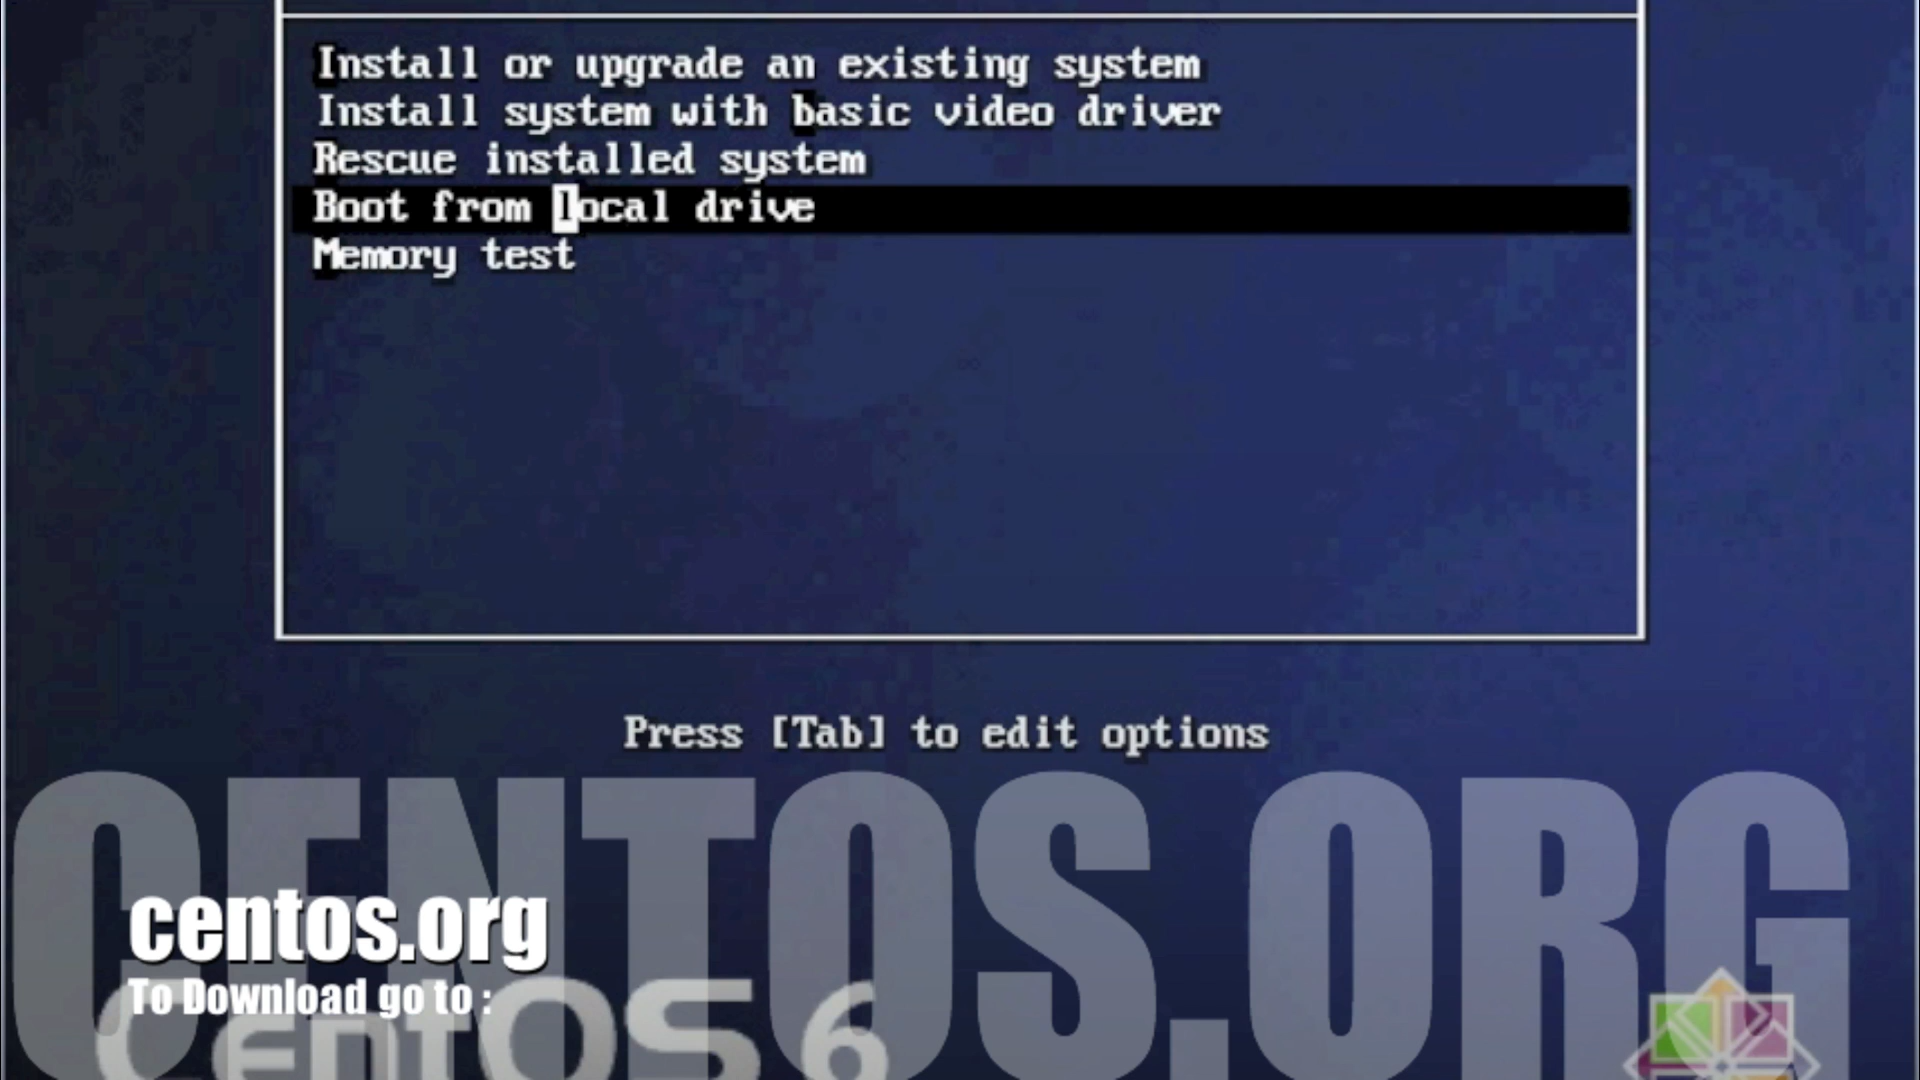 Install or upgrade an existing system
Install system with basic video driver
Rescue installed system
Boot from local drive
Memory test
Press [Tab] to edit options
CENTOS.ORG
centos.org
To Download go to :
CentOS 6